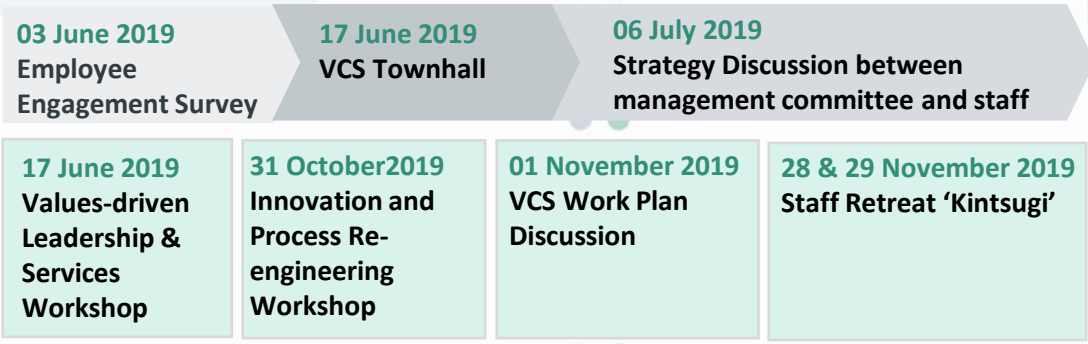 03 June 2019
Employee
Engagement Survey
17 June 2019
VCS Townhall
06 July 2019
Strategy Discussion between
management committee and staff
17 June 2019
Values-driven
Leadership &
Services
Workshop
31 October2019
Innovation and
Process Re-
engineering
Workshop
01 November 2019
VCS Work Plan
Discussion
28 & 29 November 2019
Staff Retreat ‘Kintsugi’